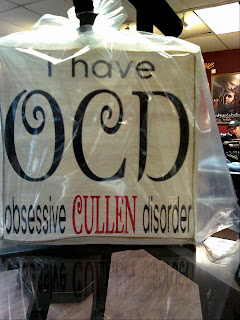 I have
OCD
obsessive CULLEN disorder